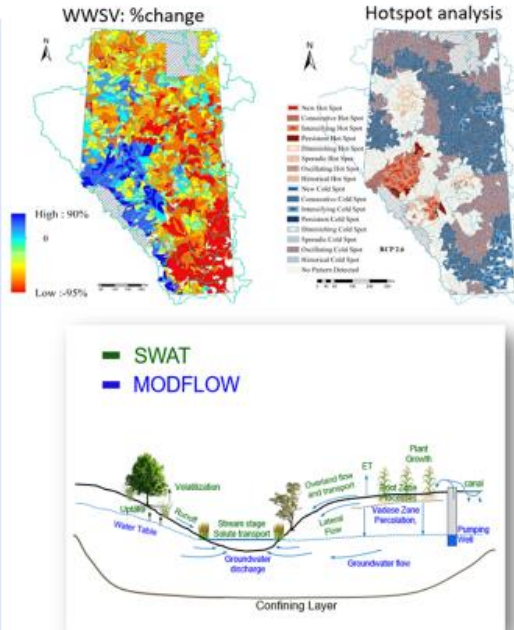 WWSV: %change
N
High : 90%
0
Low : -95%
Hotspot analysis
N
New Hot Spot
Consecutive Hot Spot
Intensifying Hot Spot
Persistent Hot Spot
Diminishing Hot Spot
Sporadic Hot Spot
Oscillating Hot Spot
Historical Hot Spot
New Cold Spot
Consecutive Cold Spot
Intensifying Cold Spot
Persistent Cold Spot
Diminishing Cold Spot
Sporadic Cold Spot
Oscillating Cold Spot
Historical Cold Spot
No Pattern Detected
RCP 2.6
SWAT
MODFLOW
Volatilization
Uptake
Runoff
Water Table
Stream stage
Solute transport
Groundwater
discharge
Overland flow
and transport
Lateral
Flow
ET
Plant
Growth
Root Zone
Processes
Vadose Zone
Percolation,
canal
Pumping
Well
Groundwater flow
Confining Layer